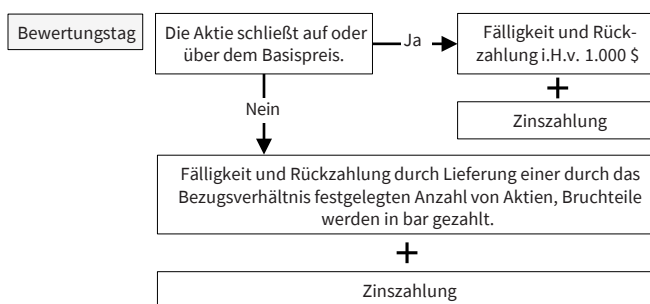 Bewertungstag
Die Aktie schließt auf oder
über dem Basispreis.
Ja
Fälligkeit und Rück-
zahlung i.H.v. 1.000 $
+
Zinszahlung
Nein
Fälligkeit und Rückzahlung durch Lieferung einer durch das
Bezugsverhältnis festgelegten Anzahl von Aktien, Bruchteile
werden in bar gezahlt.
+
Zinszahlung